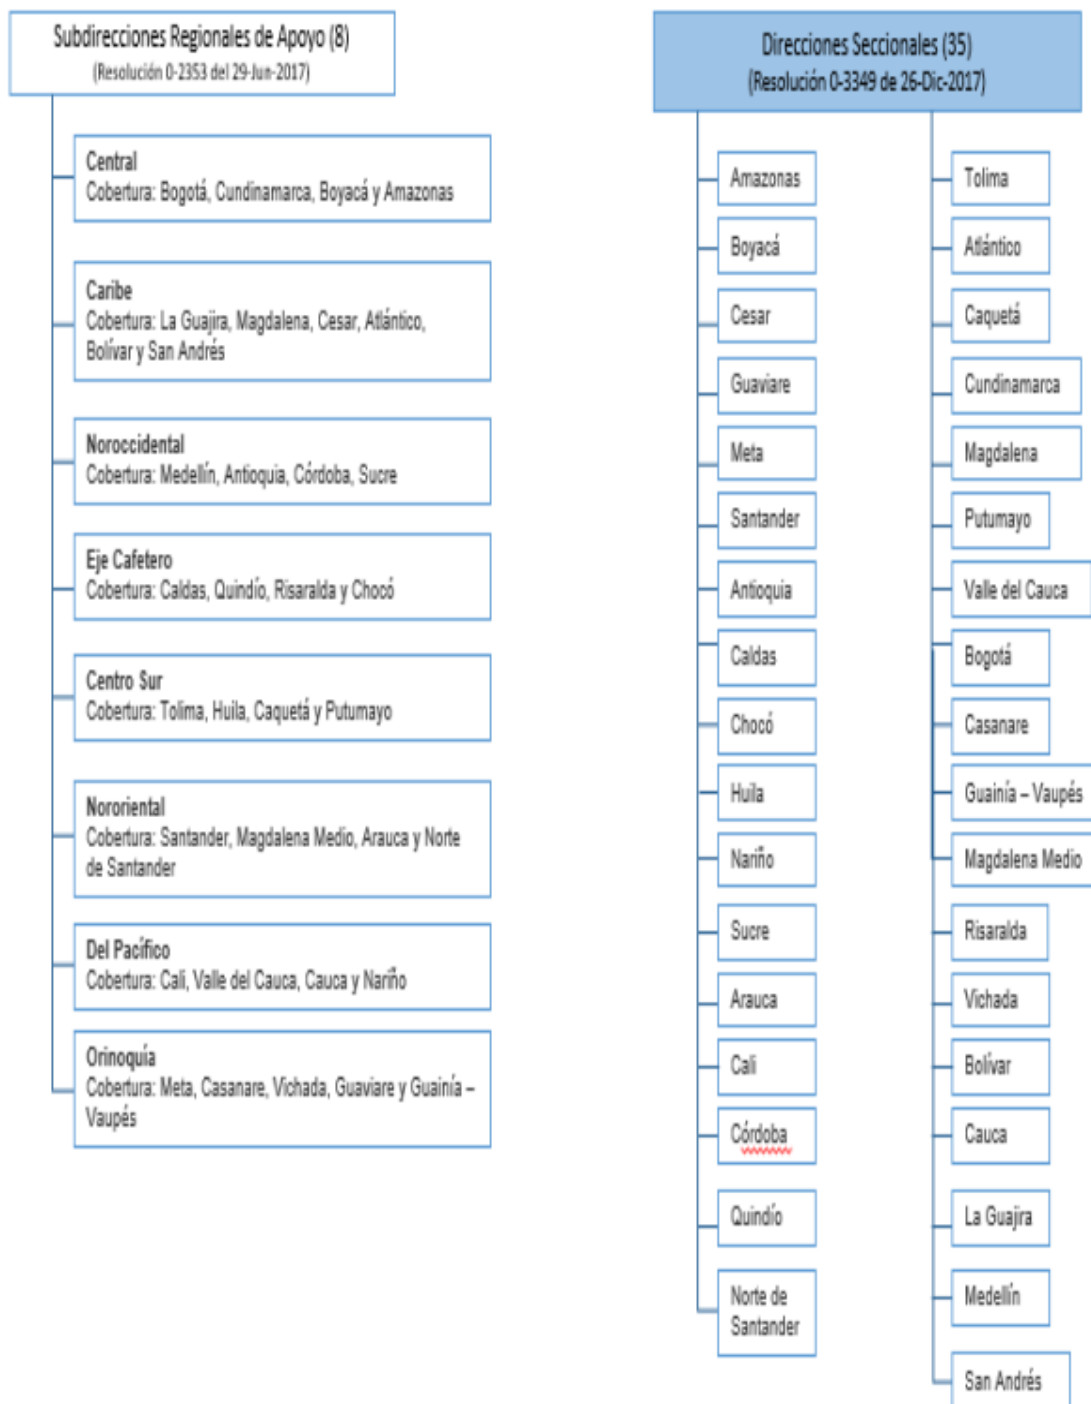 Subdirecciones Regionales de Apoyo (8)
(Resolución 0-2353 del 29-Jun-2017)
Central
Cobertura: Bogotá, Cundinamarca, Boyacá y Amazonas
Caribe
Cobertura: La Guajira, Magdalena, Cesar, Atlántico,
Bolívar y San Andrés
Noroccidental
Cobertura: Medellín, Antioquia, Córdoba, Sucre
Eje Cafetero
Cobertura: Caldas, Quindío, Risaralda y Chocó
Centro Sur
Cobertura: Tolima, Huila, Caquetá y Putumayo
Nororiental
Cobertura: Santander, Magdalena Medio, Arauca y Norte
de Santander
Del Pacífico
Cobertura: Cali, Valle del Cauca, Cauca y Nariño
Orinoquía
Cobertura: Meta, Casanare, Vichada, Guaviare y Guainía –
Vaupés
Direcciones Seccionales (35)
(Resolución 0-3349 de 26-Dic-2017)
Amazonas
Boyacá
Cesar
Guaviare
Meta
Santander
Antioquia
Caldas
Chocó
Huila
Nariño
Sucre
Arauca
Cali
Córdoba
Quindío
Norte de
Santander
Tolima
Atlántico
Caquetá
Cundinamarca
Magdalena
Putumayo
Valle del Cauca
Bogotá
Casanare
Guainía – Vaupés
Magdalena Medio
Risaralda
Vichada
Bolívar
Cauca
La Guajira
Medellín
San Andrés